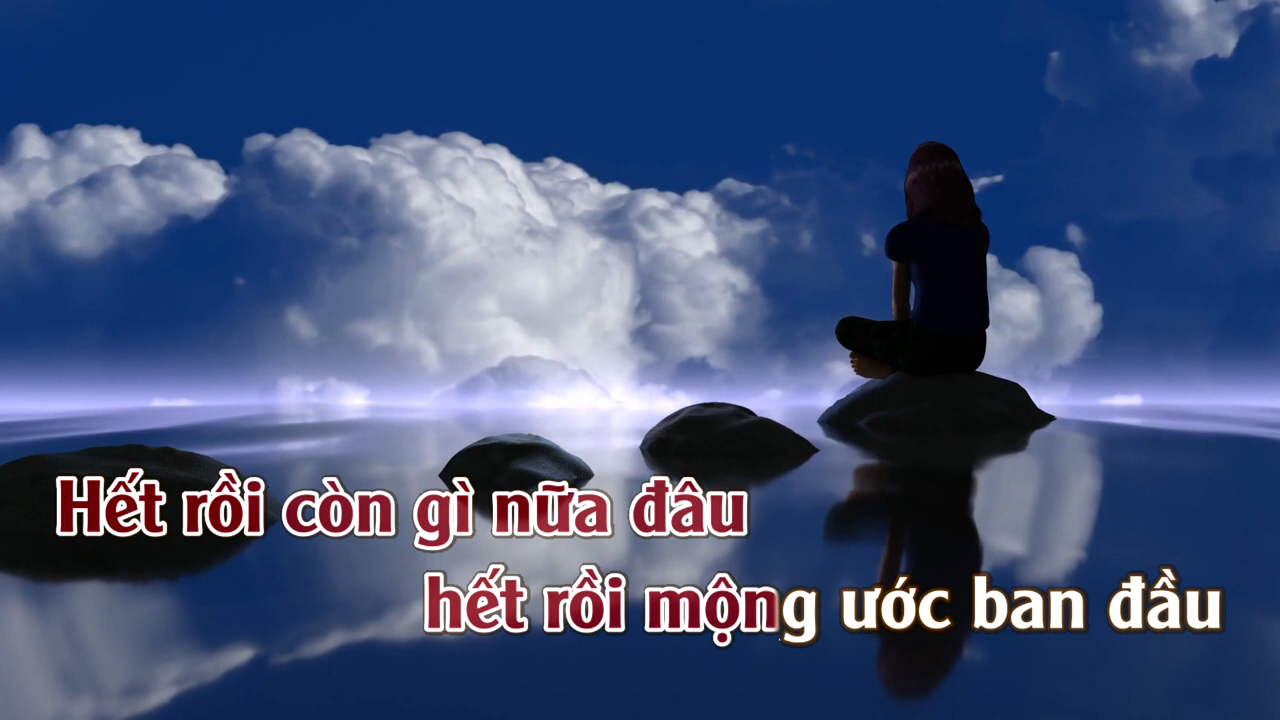 Hết rồi còn gì nữa đâu
hết rồi mộng ước ban đầu